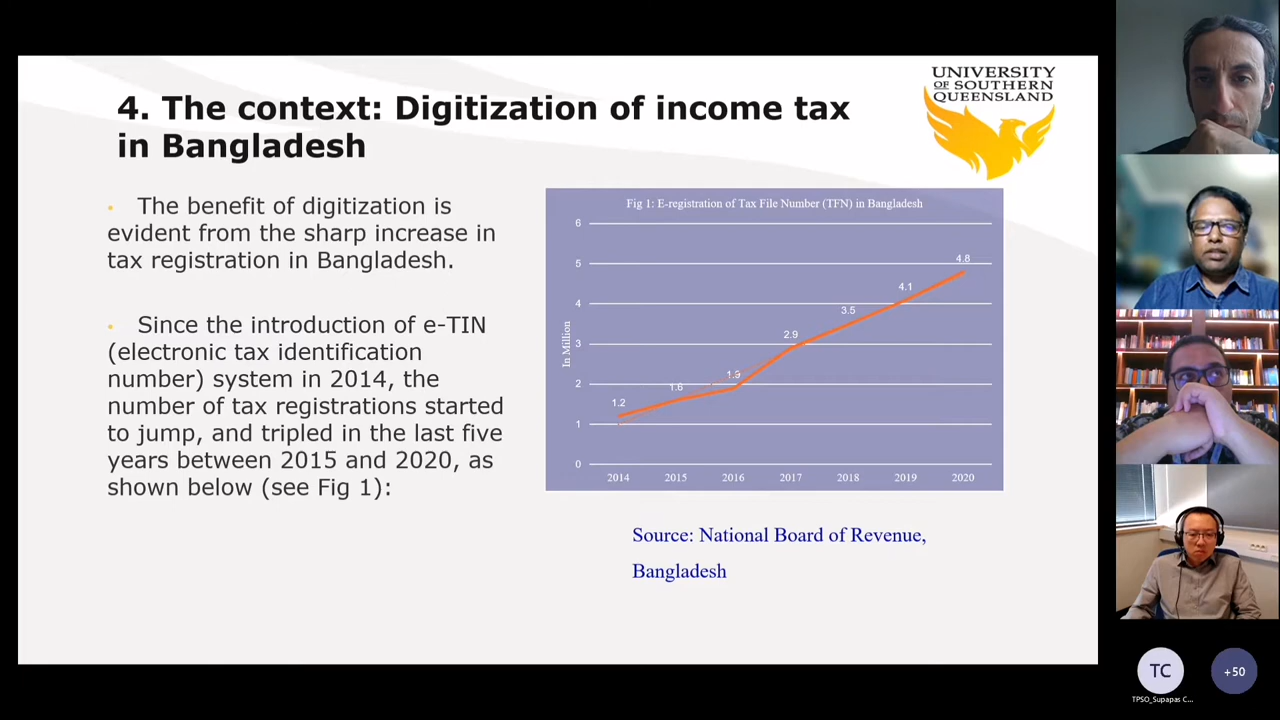 4. The context: Digitization of income tax
in Bangladesh
UNIVERSITY
OF SOUTHERN
QUEENSLAND
• The benefit of digitization is
evident from the sharp increase in
tax registration in Bangladesh.
• Since the introduction of e-TIN
(electronic tax identification
number) system in 2014, the
number of tax registrations started
to jump, and tripled in the last five
years between 2015 and 2020, as
shown below (see Fig 1):
Fig 1: E-registration of Tax File Number (TFN) in Bangladesh
In Million
6
5
4
3
2
1
0
1.2
1.6
1.9
2.9
3.5
4.1
4.8
2014 2015 2016 2017 2018 2019 2020
Source: National Board of Revenue,
Bangladesh
TC
TPSO_Supapas C...
+50